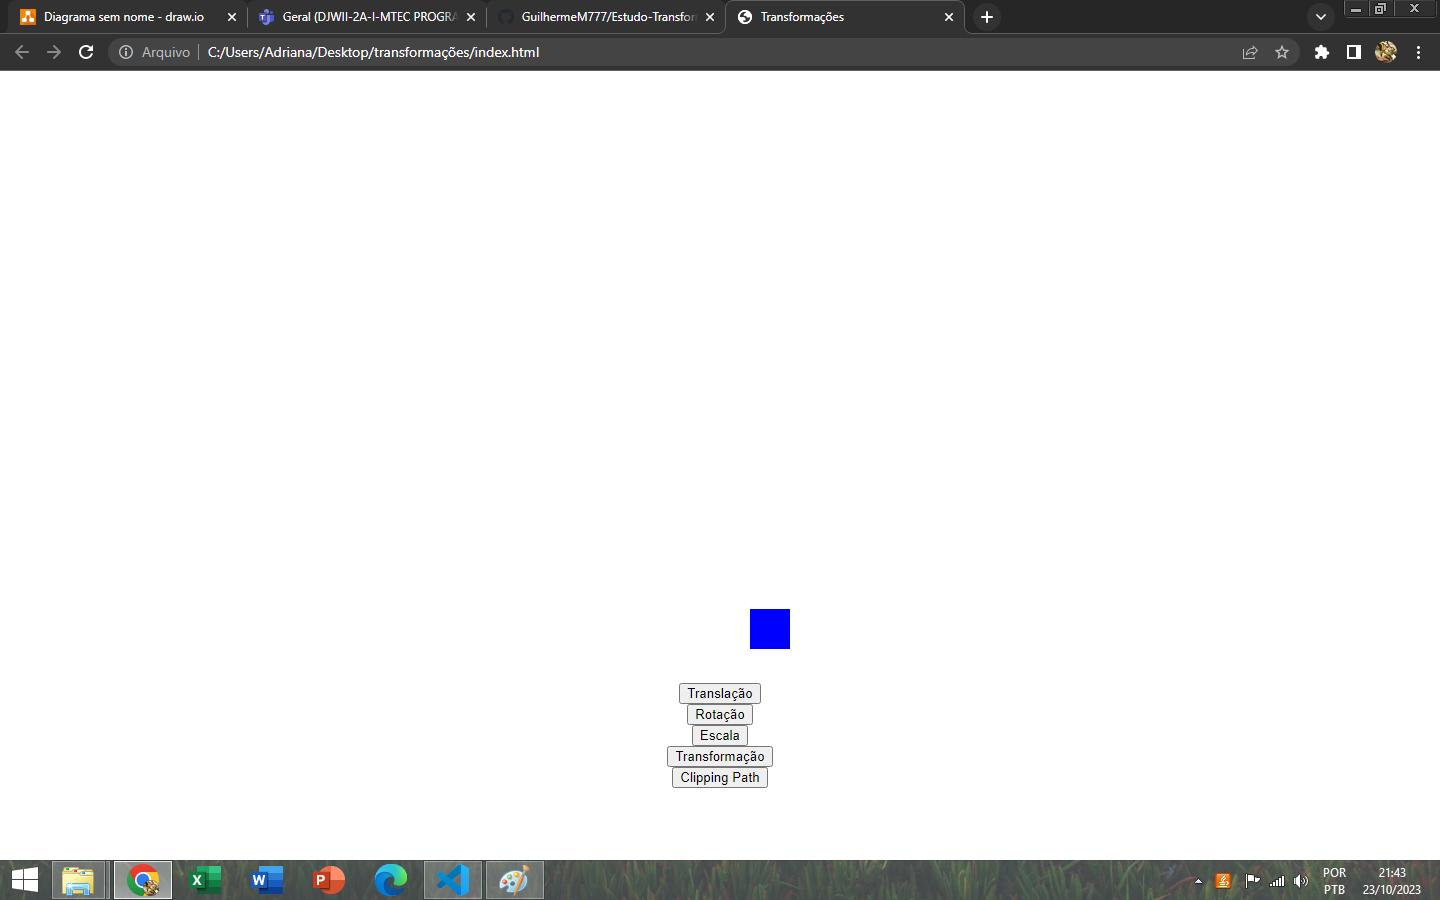 Diagrama sem nome - draw.io
Geral (DJWII-2A-I-MTEC PROGRA
GuilhermeM777/Estudo-Transfor
Transformações
Arquivo
C:/Users/Adriana/Desktop/transformações/index.html
Translação
Rotação
Escala
Transformação
Clipping Path
POR
PTB
21:43
23/10/2023